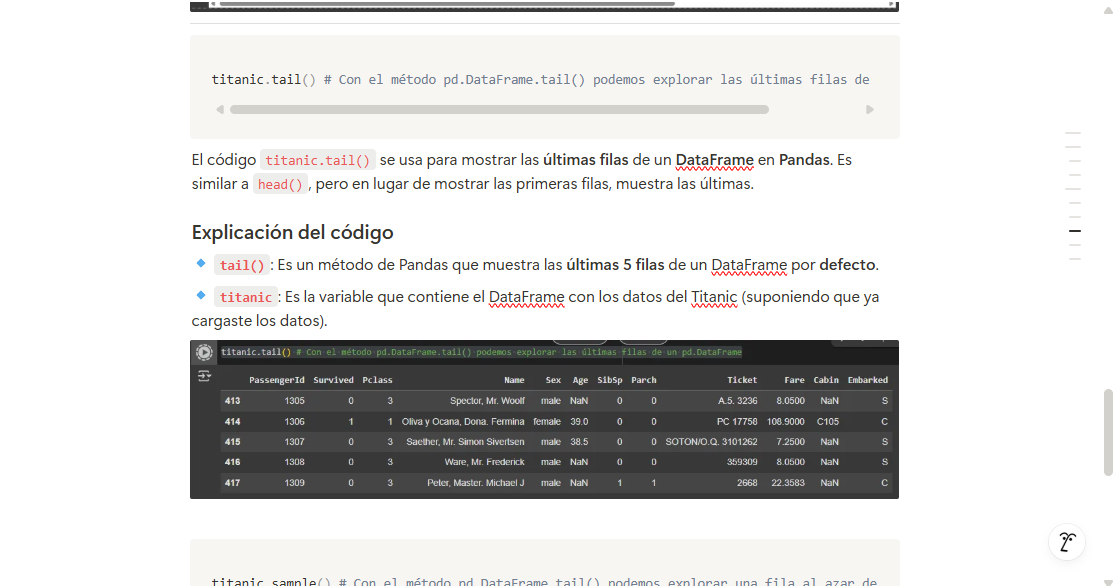 titanic.tail() # Con el método pd.DataFrame.tail() podemos explorar las últimas filas de
El código titanic.tail() se usa para mostrar las últimas filas de un DataFrame en Pandas. Es
similar a head(), pero en lugar de mostrar las primeras filas, muestra las últimas.
Explicación del código
tail(): Es un método de Pandas que muestra las últimas 5 filas de un DataFrame por defecto.
titanic: Es la variable que contiene el DataFrame con los datos del Titanic (suponiendo que ya
cargaste los datos).
titanic.tail() # Con el método pd.DataFrame.tail() podemos explorar las últimas filas de un pd.DataFrame
PassengerId Survived Pclass Name Sex Age SibSp Parch Ticket Fare Cabin Embarked
413 1305 0 3 Spector, Mr. Woolf male NaN 0 0 A.5. 3236 8.0500 NaN S
414 1306 1 1 Oliva y Ocana, Dona. Fermina female 39.0 0 0 PC 17758 108.9000 C105 C
415 1307 0 3 Saether, Mr. Simon Sivertsen male 38.5 0 0 SOTON/O.Q. 3101262 7.2500 NaN S
416 1308 0 3 Ware, Mr. Frederick male NaN 0 0 359309 8.0500 NaN S
417 1309 0 3 Peter, Master. Michael J male NaN 1 1 2668 22.3583 NaN C
titanic.sample() # Con el método pd.DataFrame.tail() podemos explorar una fila al azar de